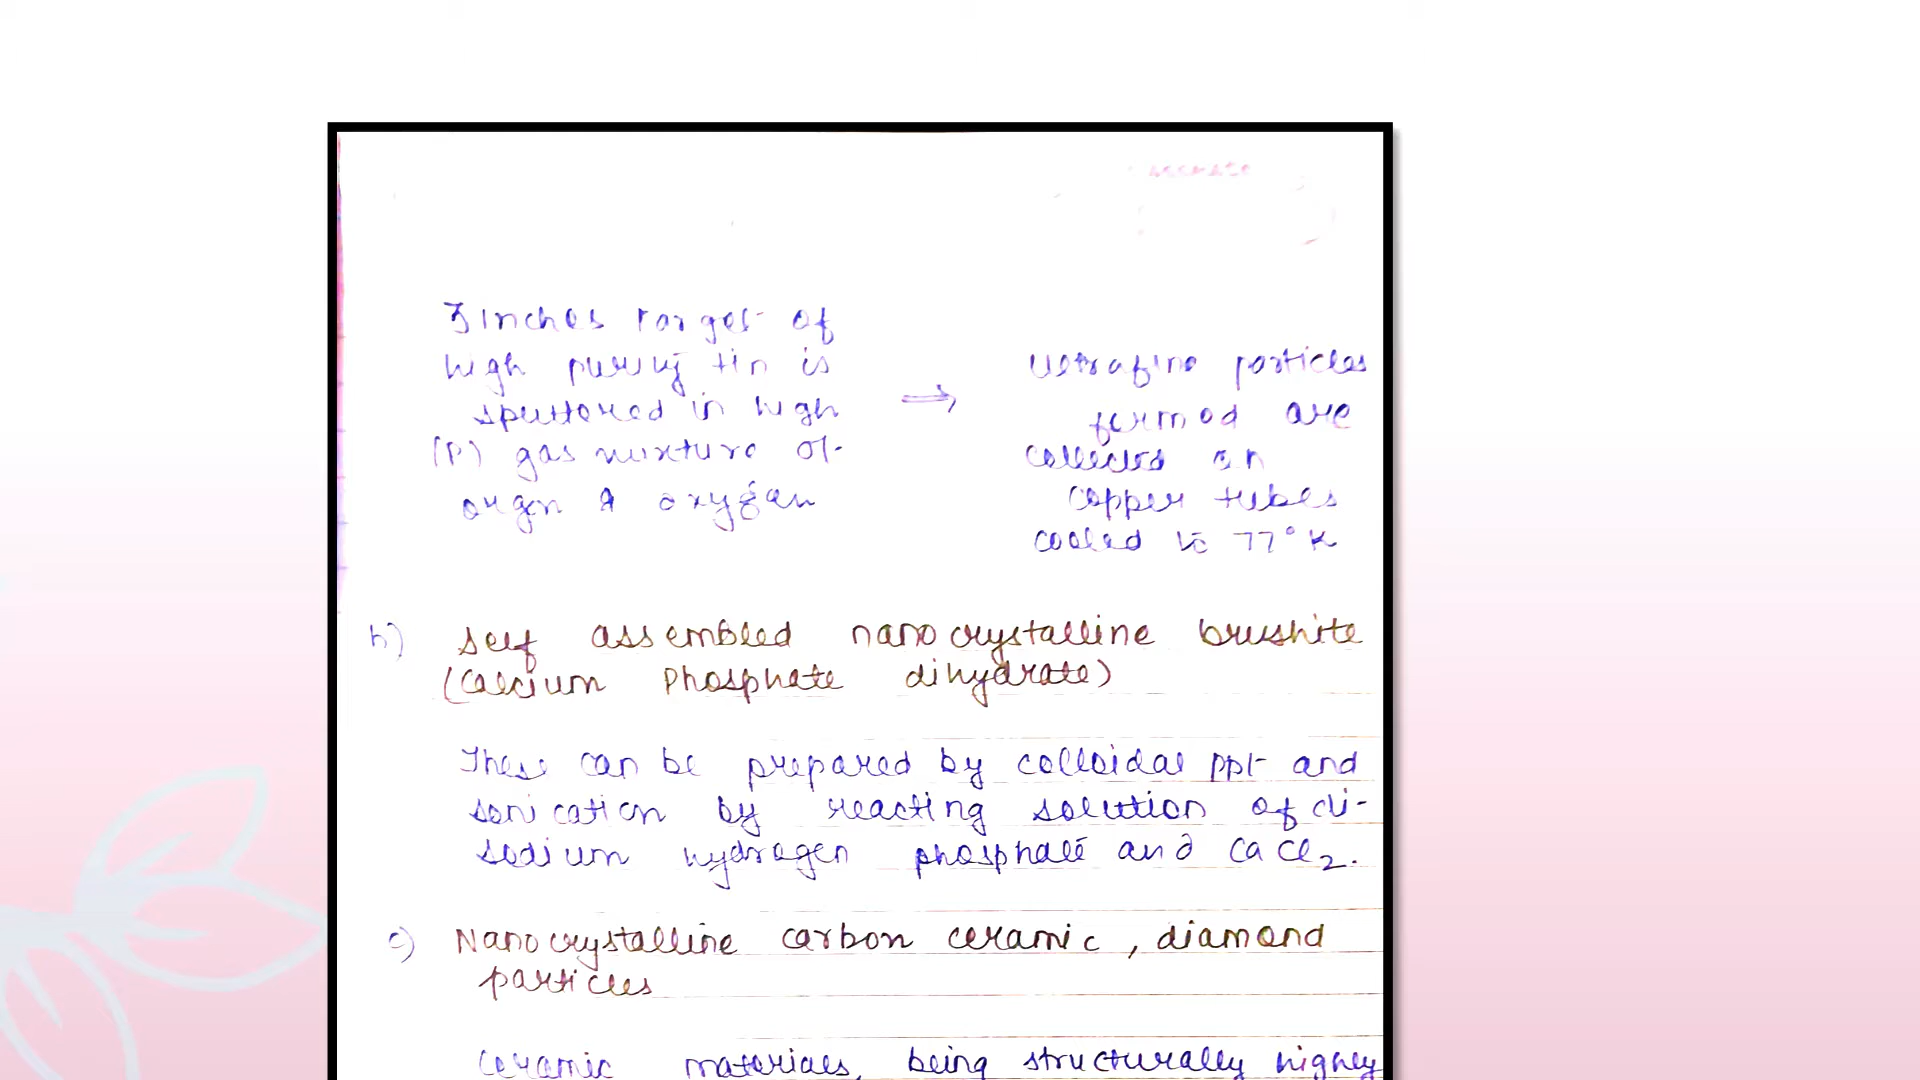 3 inches target of
high purity tin is
sputtered in high
(P) gas mixture of
argon & oxygen
⇒
Ultrafine particles
formed are
collected on
copper tubes
cooled to 77°K
b) Self assembled nanocrystalline brushite
(Calcium Phosphate dihydrate)
These can be prepared by colloidal ppt and
sonication by reacting solution of di-
sodium hydrogen phosphate and CaCl₂.
c) Nanocrystalline carbon ceramic, diamond
particles
Ceramic materials, being structurally highly